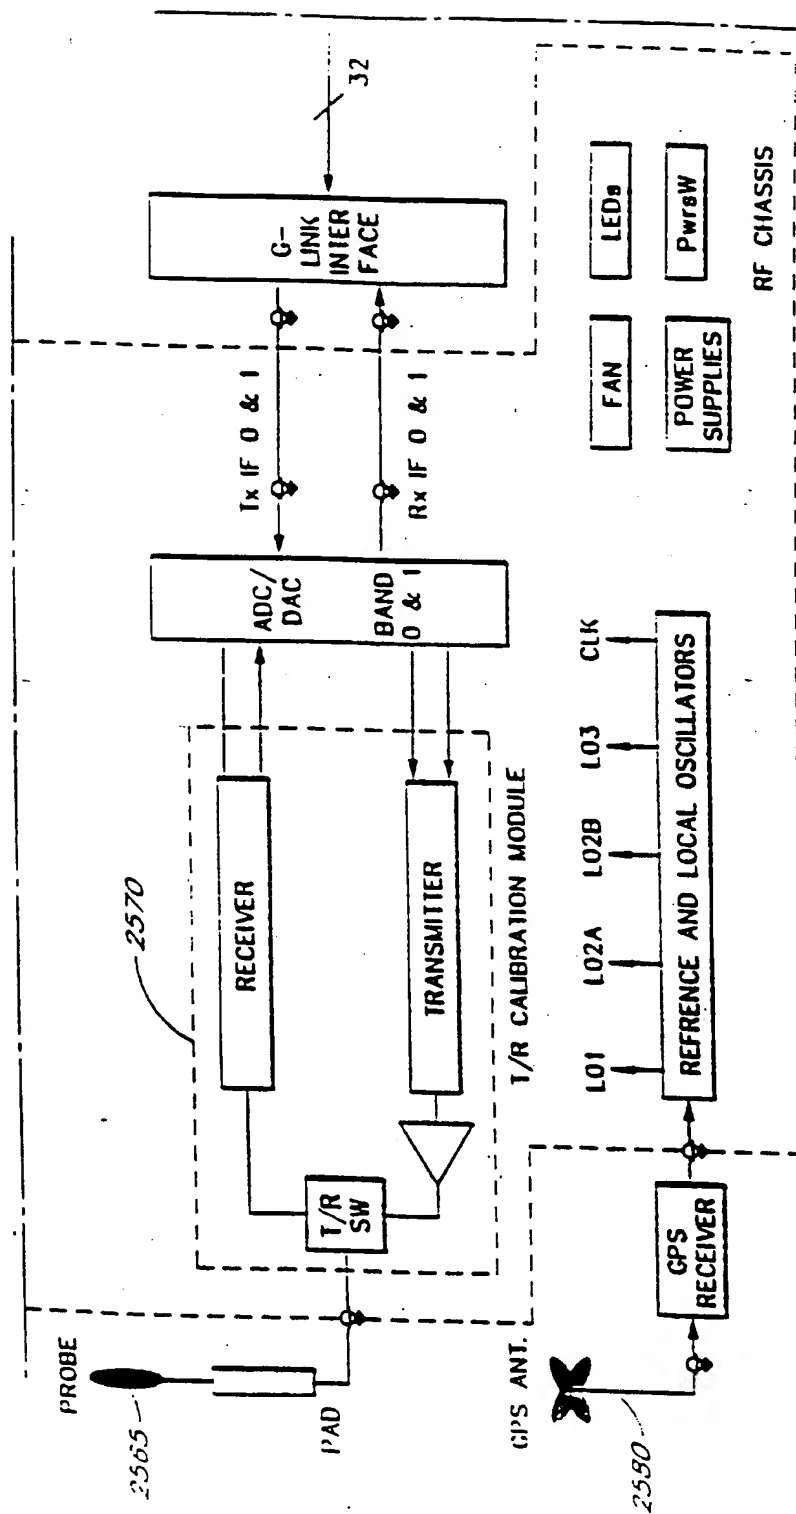 PROBE
2565
PAD
2570
T/R
SW
RECEIVER
TRANSMITTER
T/R CALIBRATION MODULE
ADC/
DAC
BAND
0 & 1
Tx IF 0 & 1
Rx IF 0 & 1
G-
LINK
INTER
FACE
32
GPS ANT.
2580
GPS
RECEIVER
LO1
LO2A
LO2B
LO3
CLK
REFRENCE AND LOCAL OSCILLATORS
FAN
LEDs
POWER
SUPPLIES
PwrsW
RF CHASSIS